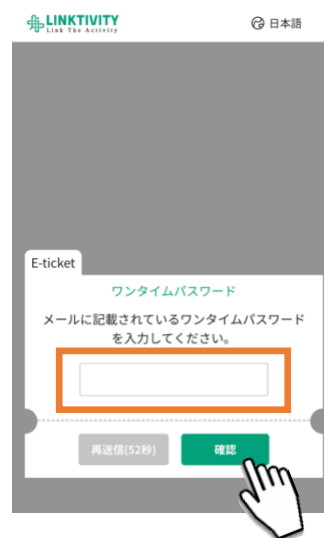 LINKTIVITY
Link The Activity
日本語
E-ticket
ワンタイムパスワード
メールに記載されているワンタイムパスワード
を入力してください。
再送信(52秒)
確認